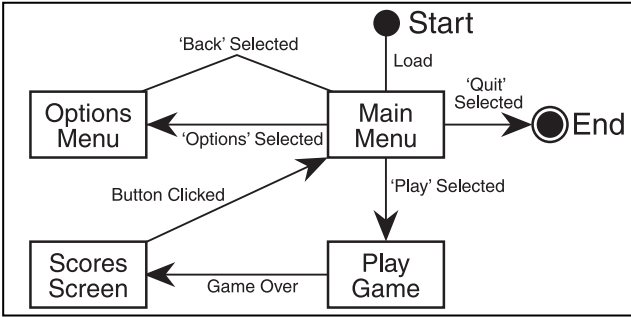 Start
'Back' Selected
Load
'Quit'
Selected
Options
Menu
Main
Menu
End
'Options' Selected
Button Clicked
'Play' Selected
Scores
Screen
Play
Game
Game Over